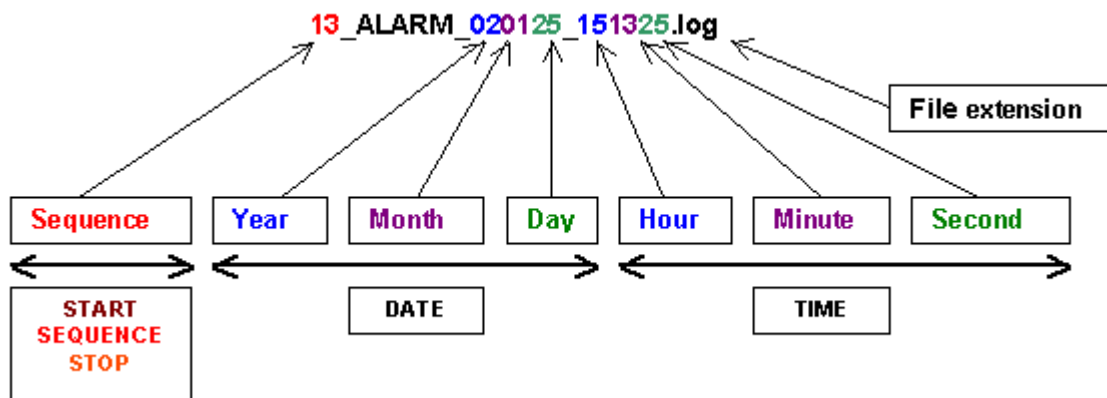 13_ALARM_020125_151325.log
File extension
Sequence
Year
Month
Day
Hour
Minute
Second
START
SEQUENCE
STOP
DATE
TIME